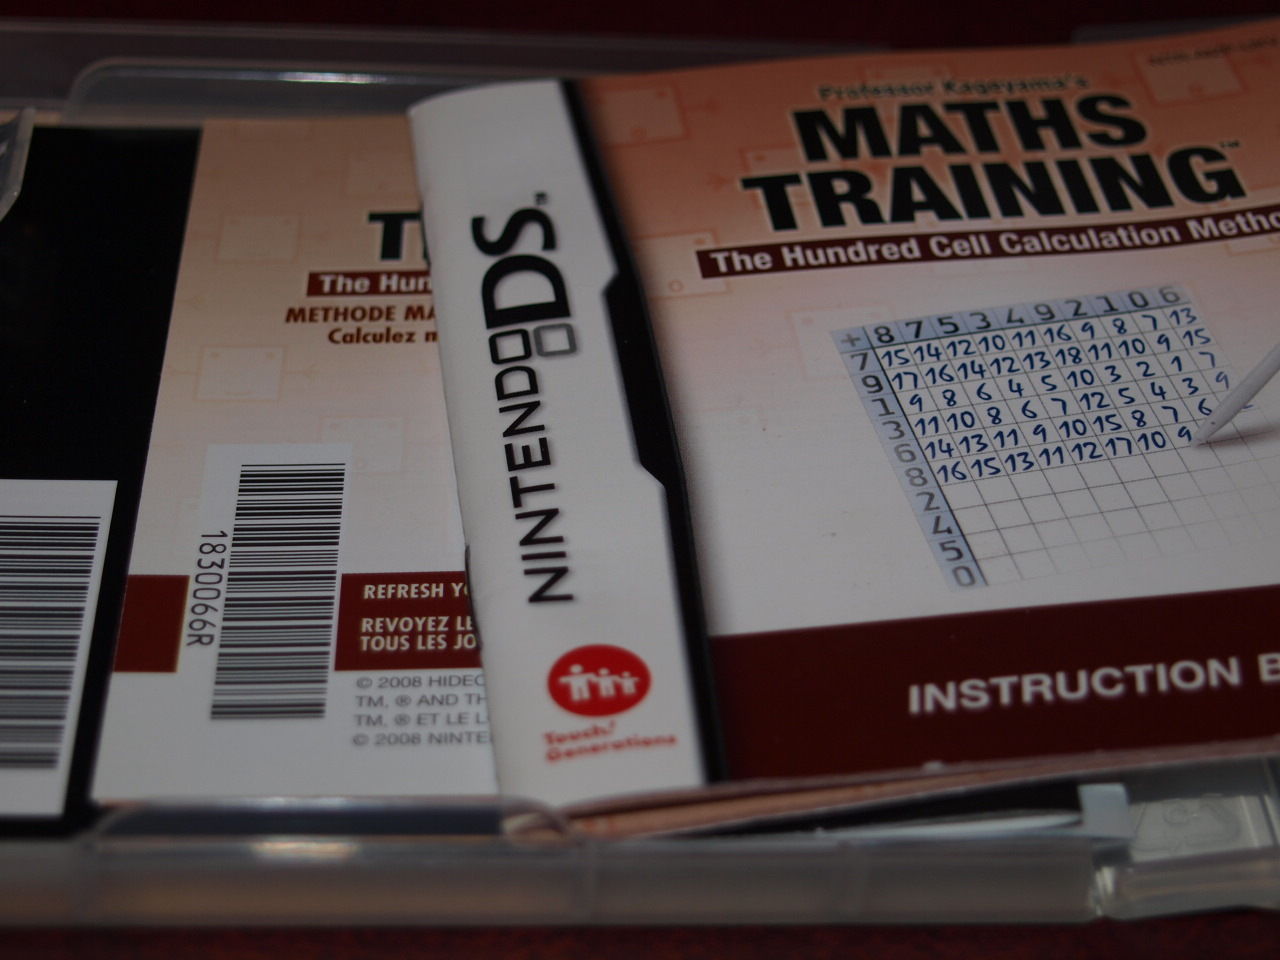 Professor Kageyama's
MATHS
TRAINING™
The Hundred Cell Calculation Metho
+ 8 7 5 3 4 9 2 1 0 6
7 15 14 12 10 11 16 9 8 7 13
9 17 16 14 12 13 18 11 10 9 15
1 9 8 6 4 5 10 3 2 1 7
3 11 10 8 6 7 12 5 4 3 9
6 14 13 11 9 10 15 8 7 6
8 16 15 13 11 12 17 10 9
2
4
5
0
INSTRUCTION B
NINTENDO DS™
Touch!
Generations
T
The Hun
METHODE MA
Calculez m
1830066R
REFRESH Y
REVOYEZ LE
TOUS LES JO
© 2008 HIDEO
TM, ® AND TH
TM, ® ET LE L
© 2008 NINTE